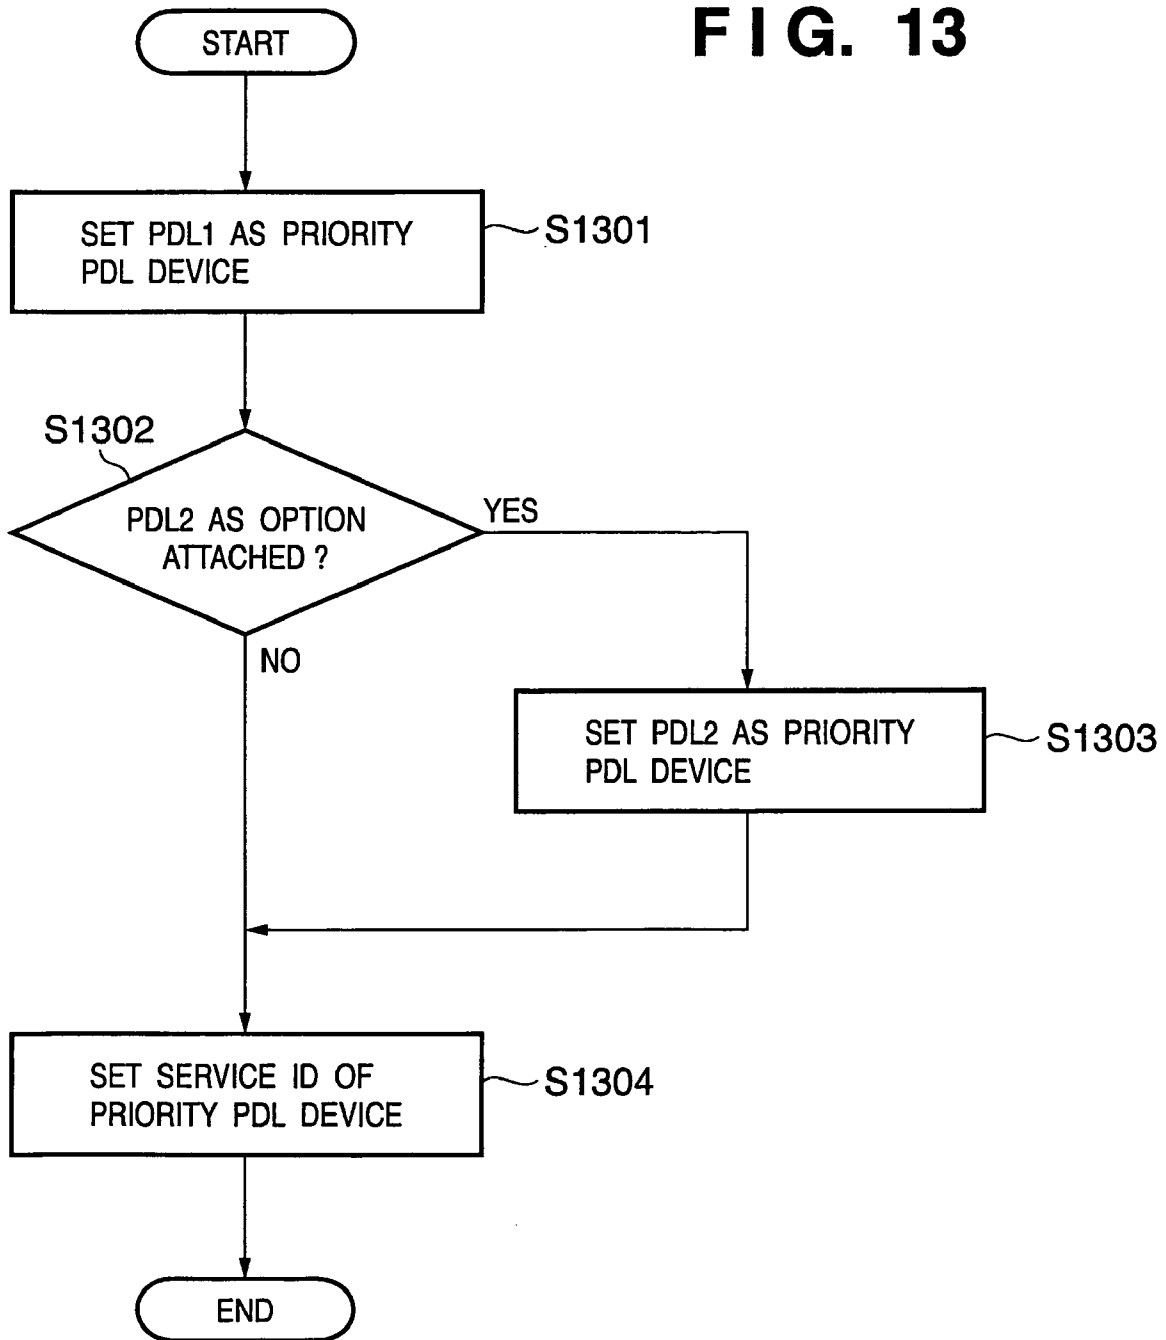 FIG. 13
START
SET PDL1 AS PRIORITY
PDL DEVICE
S1301
S1302
PDL2 AS OPTION
ATTACHED ?
YES
NO
SET PDL2 AS PRIORITY
PDL DEVICE
S1303
SET SERVICE ID OF
PRIORITY PDL DEVICE
S1304
END